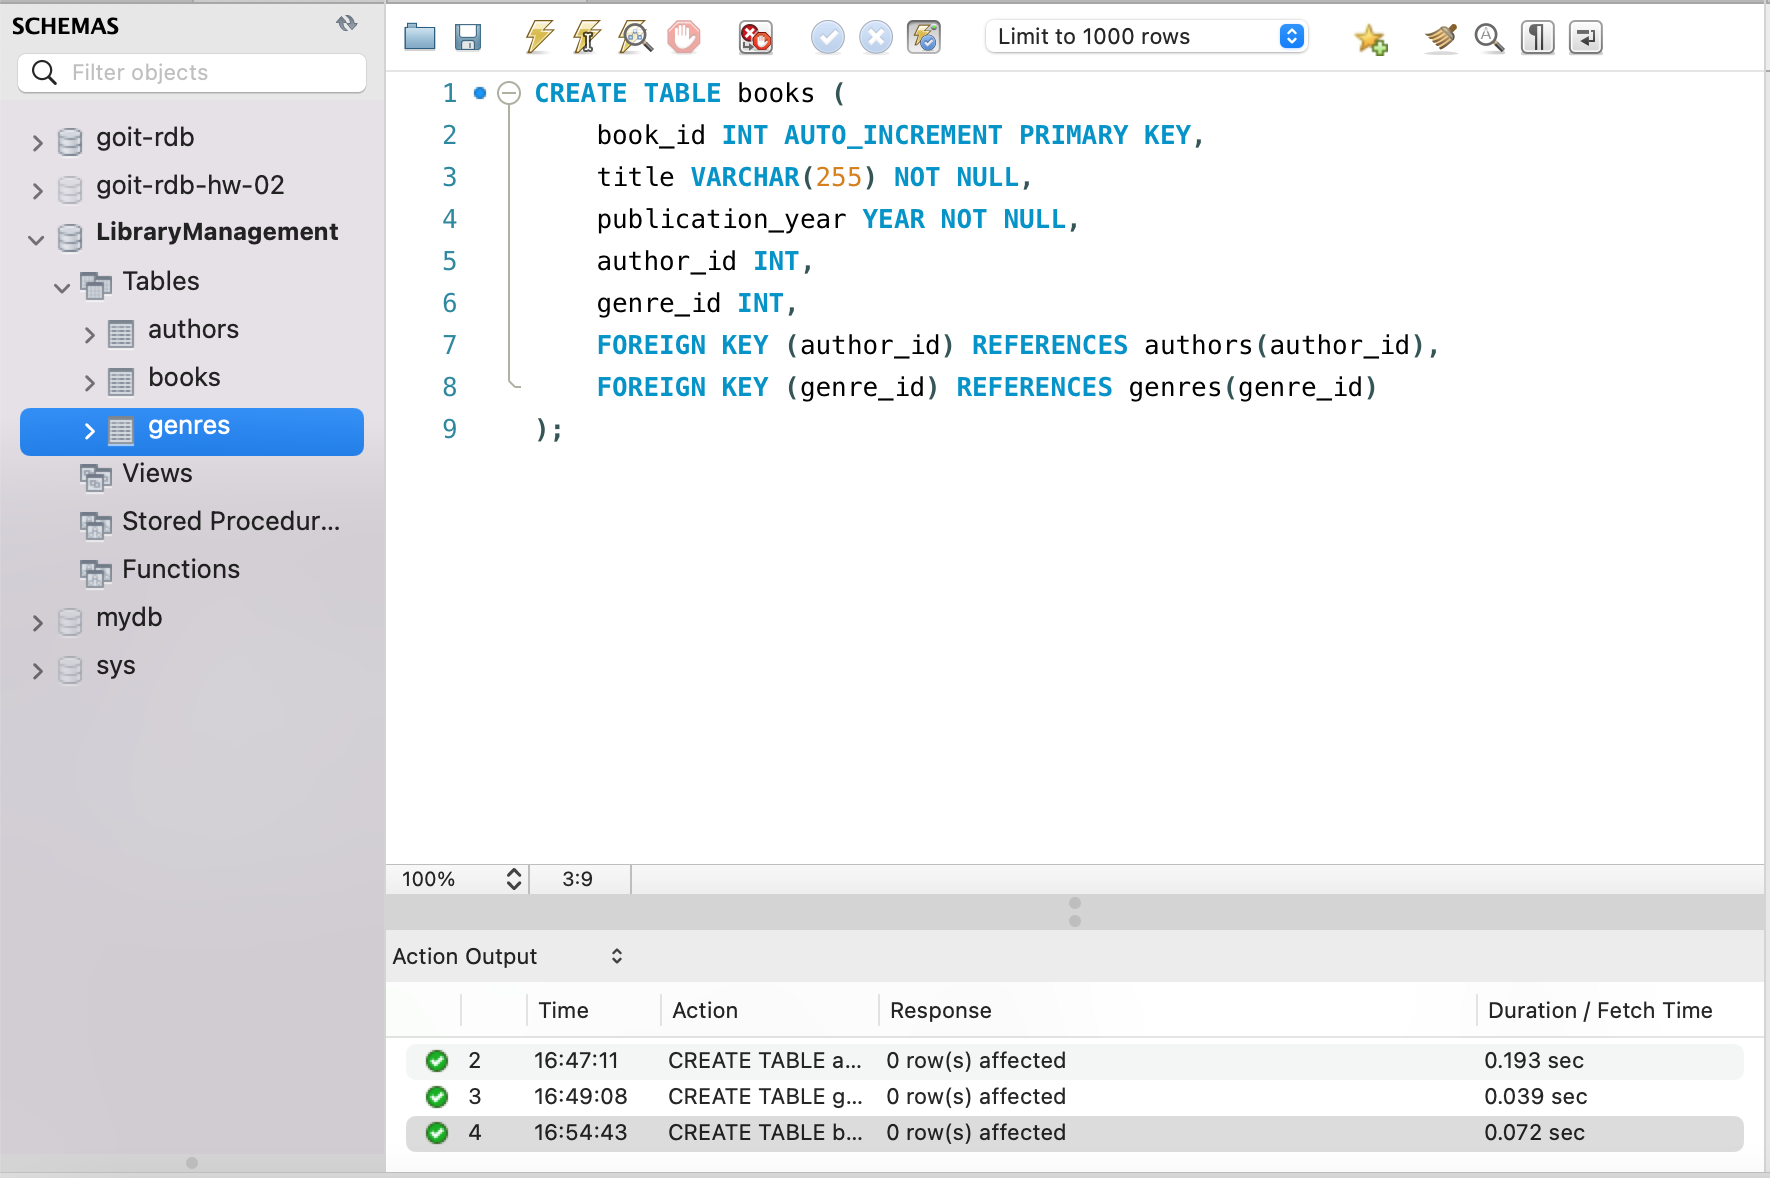 SCHEMAS
Filter objects
goit-rdb
goit-rdb-hw-02
LibraryManagement
Tables
authors
books
genres
Views
Stored Procedur...
Functions
mydb
sys
Limit to 1000 rows
1 CREATE TABLE books (
2 book_id INT AUTO_INCREMENT PRIMARY KEY,
3 title VARCHAR(255) NOT NULL,
4 publication_year YEAR NOT NULL,
5 author_id INT,
6 genre_id INT,
7 FOREIGN KEY (author_id) REFERENCES authors(author_id),
8 FOREIGN KEY (genre_id) REFERENCES genres(genre_id)
9 );
100% 3:9
Action Output
Time Action Response Duration / Fetch Time
2 16:47:11 CREATE TABLE a... 0 row(s) affected 0.193 sec
3 16:49:08 CREATE TABLE g... 0 row(s) affected 0.039 sec
4 16:54:43 CREATE TABLE b... 0 row(s) affected 0.072 sec